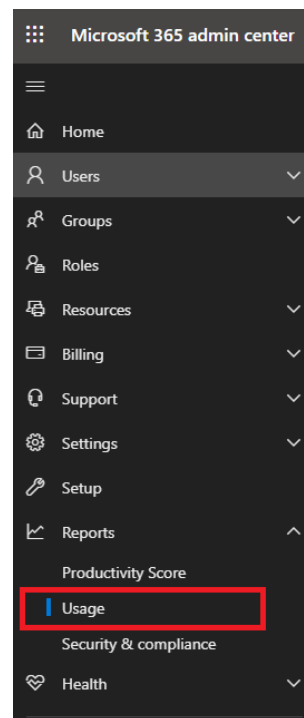 Microsoft 365 admin center
Home
Users
Groups
Roles
Resources
Billing
Support
Settings
Setup
Reports
Productivity Score
Usage
Security & compliance
Health